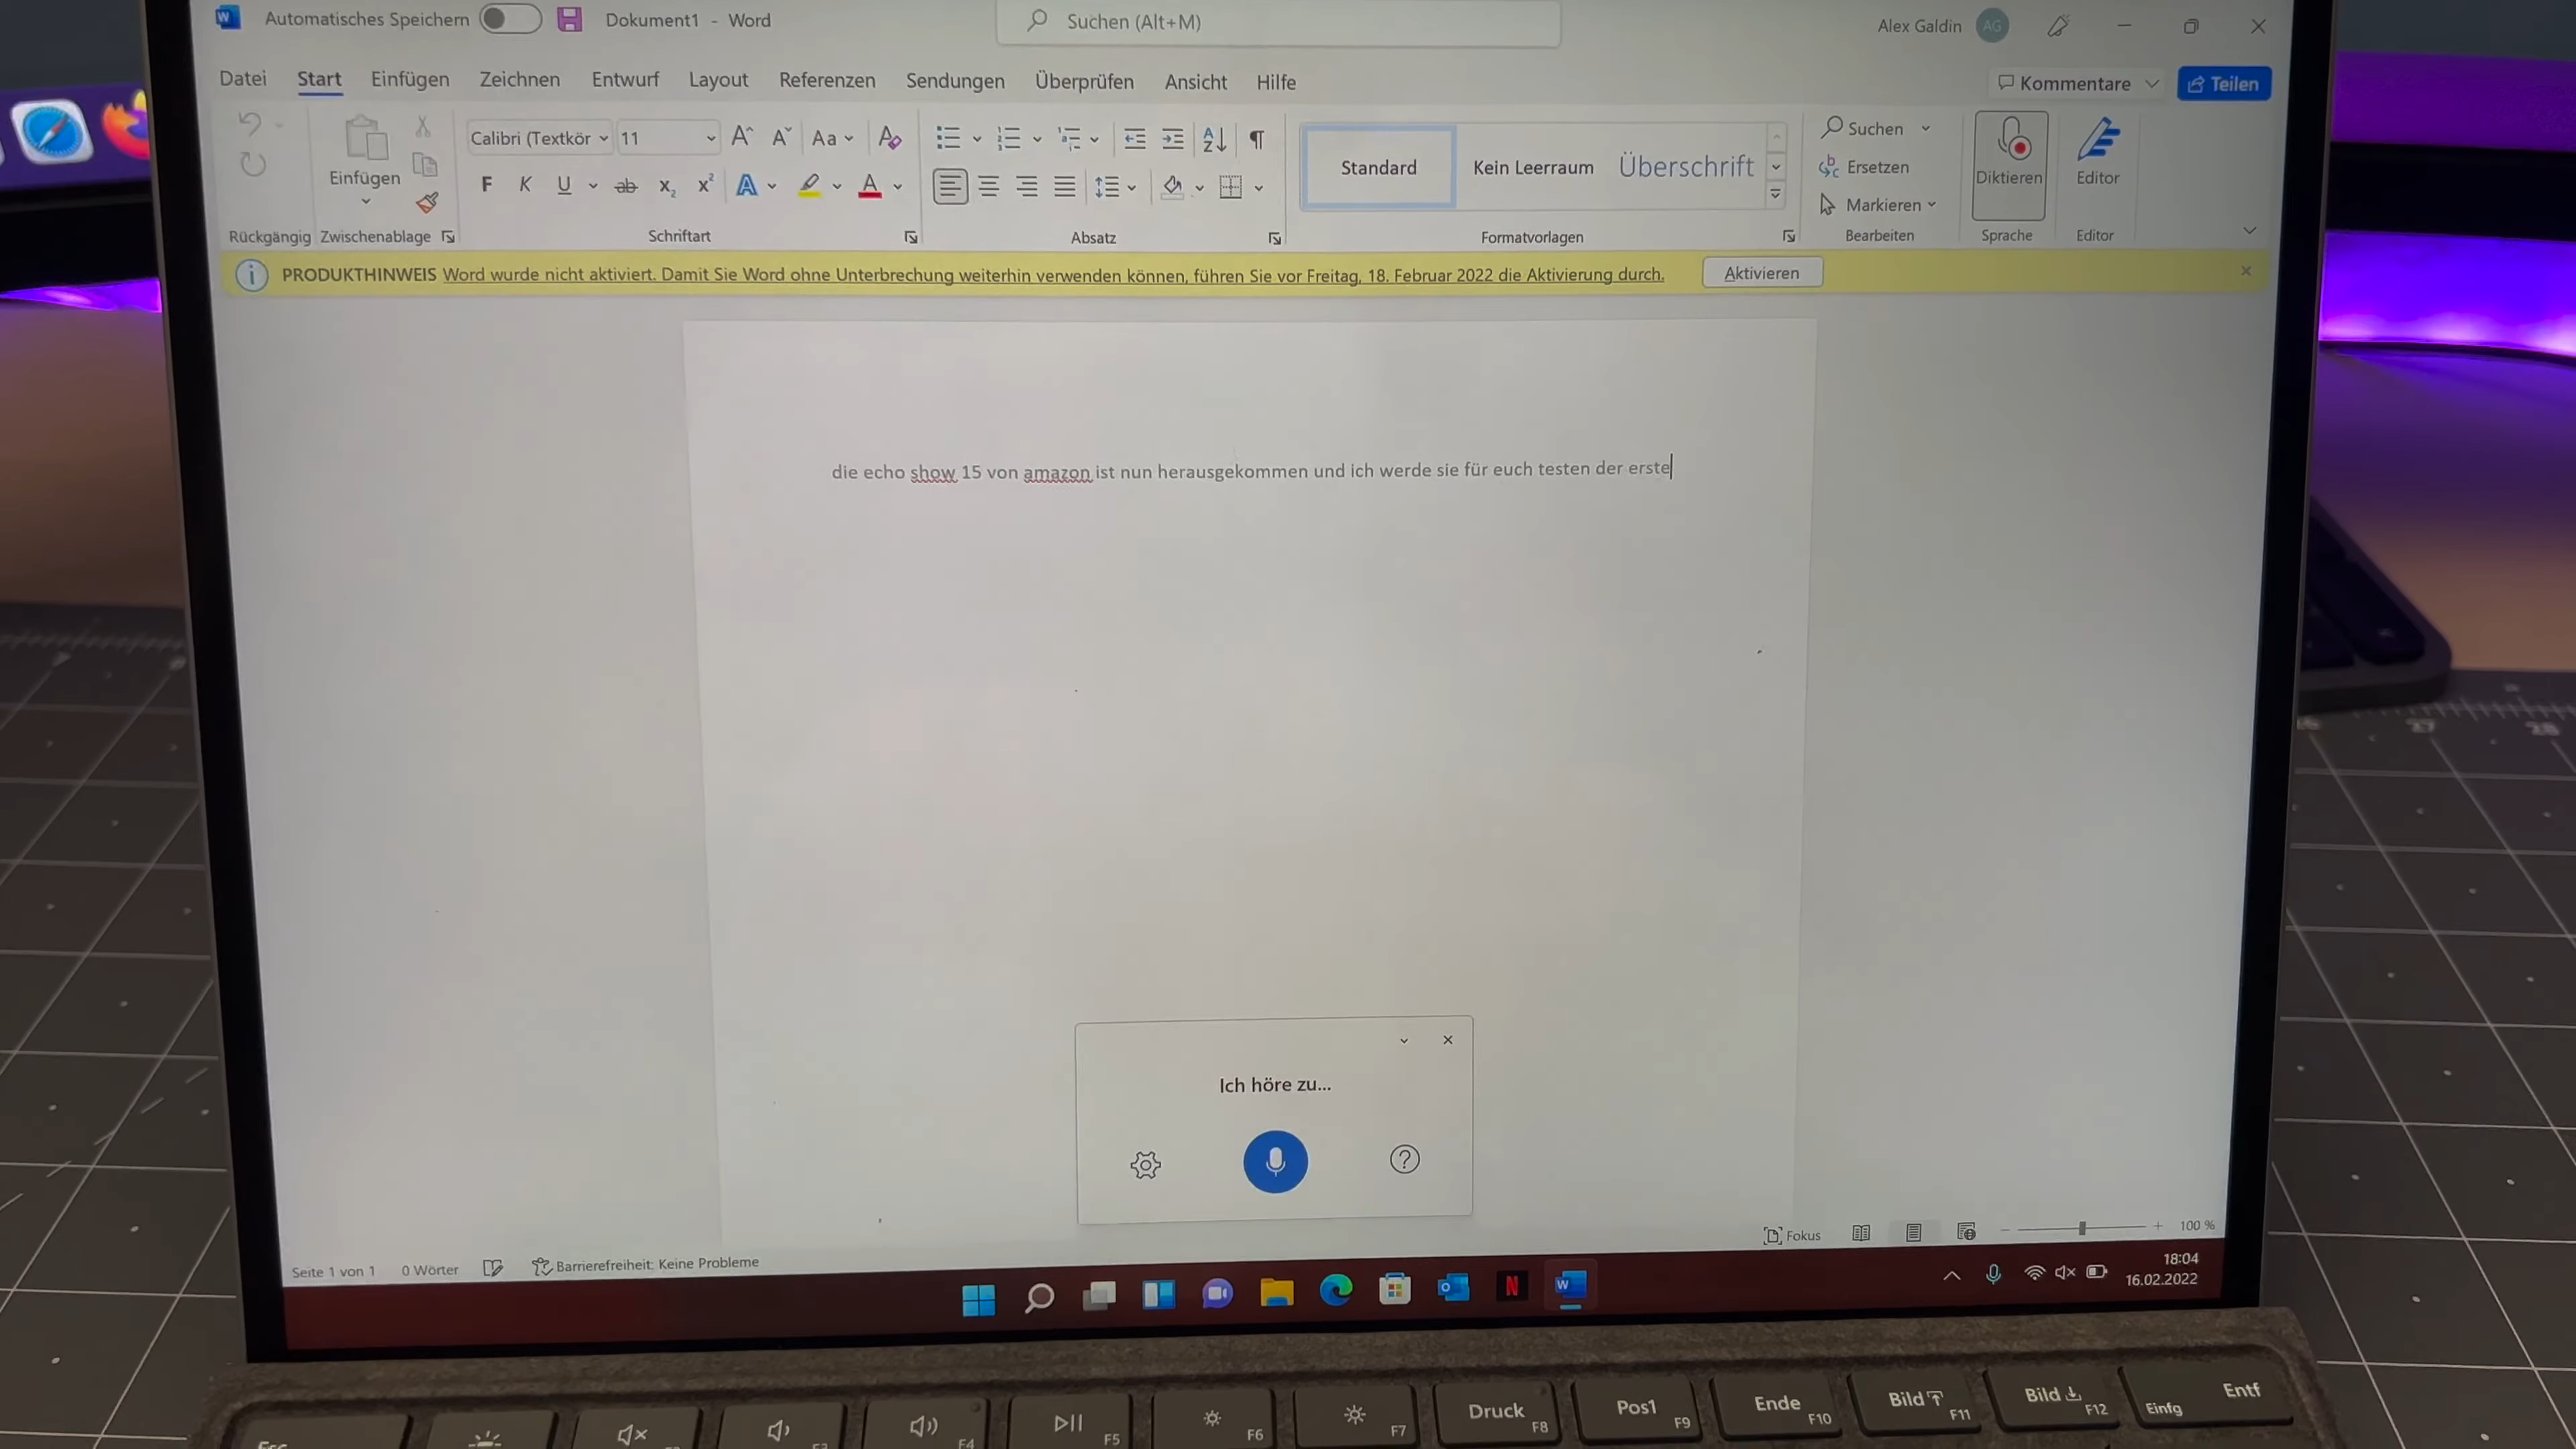 Automatisches Speichern
Dokument1 - Word
Suchen (Alt+M)
Alex Galdin
AG
Datei Start Einfügen Zeichnen Entwurf Layout Referenzen Sendungen Überprüfen Ansicht Hilfe
Kommentare
Teilen
Einfügen
Calibri (Textkör
11
Aa
F K U ab x₂ x²
Standard
Kein Leerraum
Überschrift
Suchen
Ersetzen
Markieren
Diktieren
Editor
Rückgängig
Zwischenablage
Schriftart
Absatz
Formatvorlagen
Bearbeiten
Sprache
Editor
PRODUKTHINWEIS Word wurde nicht aktiviert. Damit Sie Word ohne Unterbrechung weiterhin verwenden können, führen Sie vor Freitag, 18. Februar 2022 die Aktivierung durch.
Aktivieren
die echo show 15 von amazon ist nun herausgekommen und ich werde sie für euch testen der erste
Ich höre zu...
Seite 1 von 1
0 Wörter
Barrierefreiheit: Keine Probleme
Fokus
100 %
18:04
16.02.2022
F4
F5
F6
F7
Druck F8
Pos1 F9
Ende F10
Bild F11
Bild F12
Einfg Entf